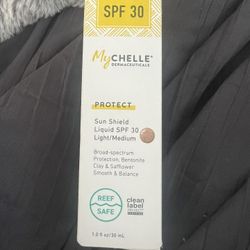 SPF 30
MyCHELLE
DERMACEUTICALS
PROTECT
Sun Shield
Liquid SPF 30
Light/Medium
Broad-spectrum
Protection, Bentonite
Clay & Safflower
Smooth & Balance
REEF
SAFE
clean
label
1.0 fl oz/30 mL